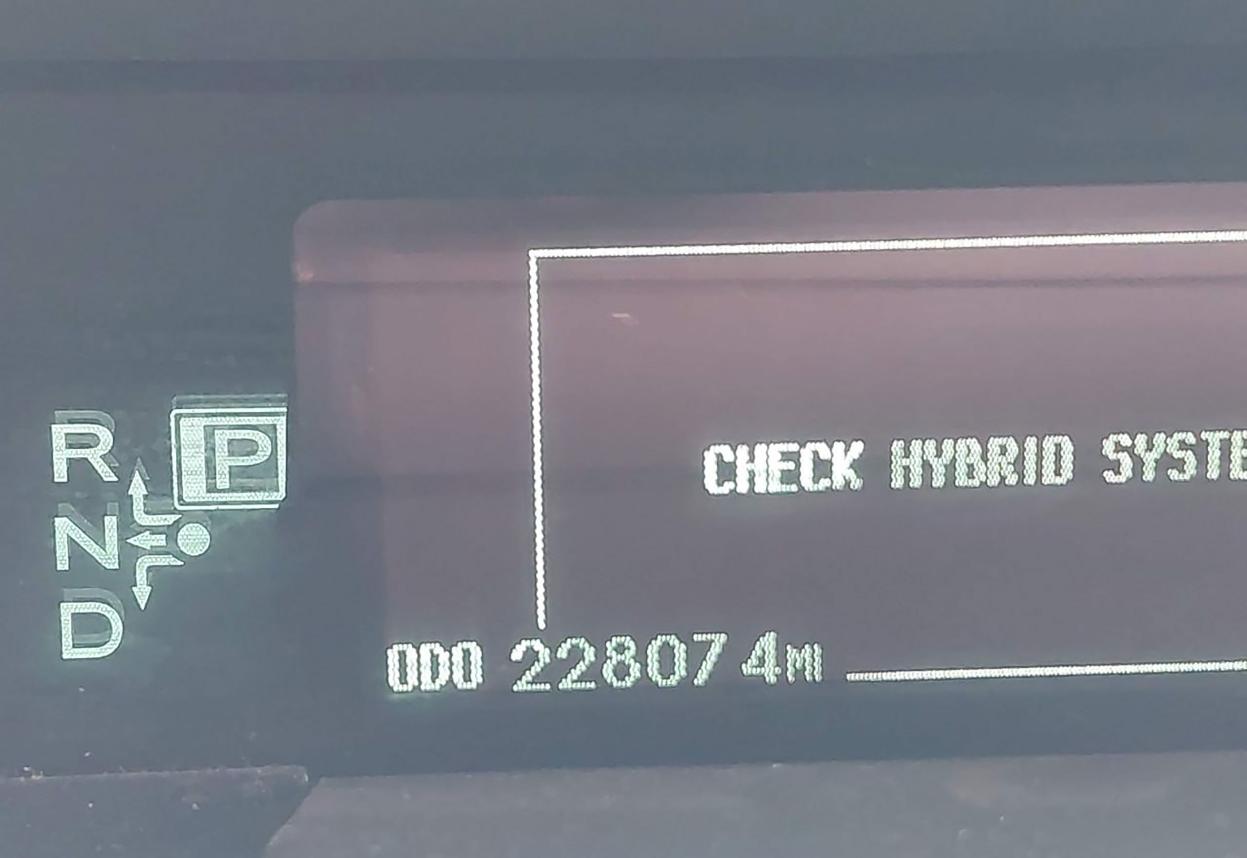 R P
N
D
CHECK HYBRID SYSTE
ODO 228074MI